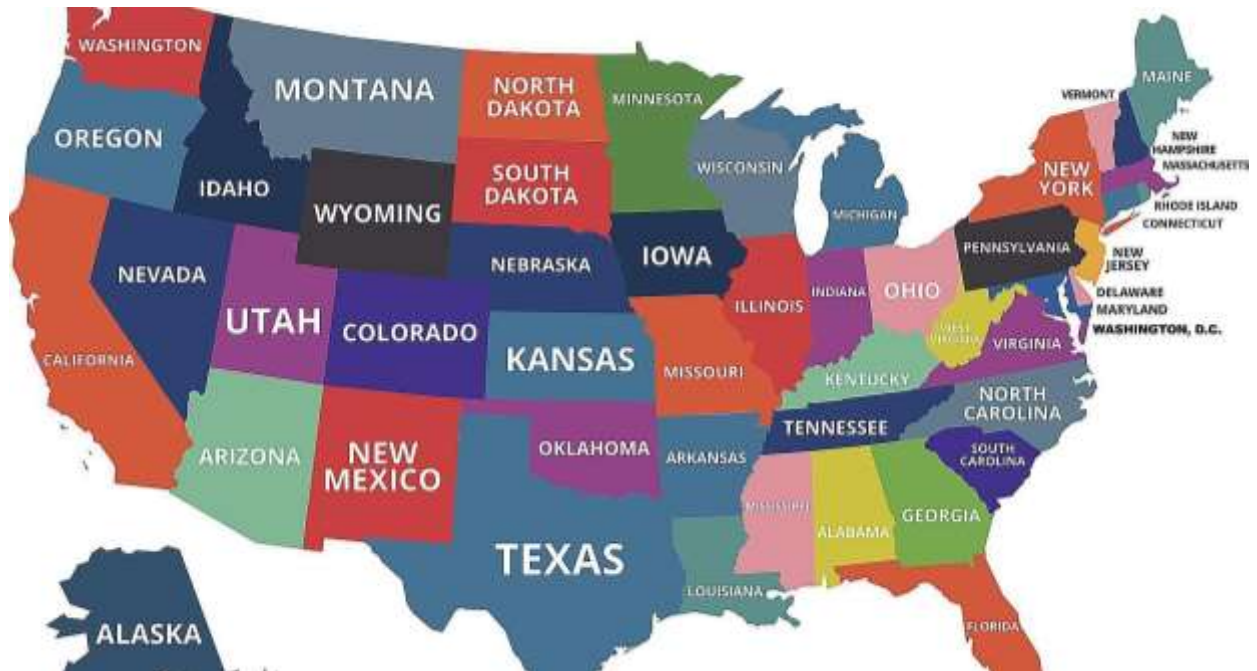 WASHINGTON
MONTANA
NORTH
DAKOTA
MINNESOTA
MAINE
VERMONT
OREGON
IDAHO
WYOMING
SOUTH
DAKOTA
WISCONSIN
MICHIGAN
NEW
YORK
NEW
HAMPSHIRE
MASSACHUSETTS
RHODE ISLAND
CONNECTICUT
NEVADA
UTAH
COLORADO
NEBRASKA
IOWA
ILLINOIS
INDIANA
OHIO
PENNSYLVANIA
NEW
JERSEY
DELAWARE
MARYLAND
WASHINGTON, D.C.
CALIFORNIA
KANSAS
MISSOURI
KENTUCKY
WEST
VIRGINIA
VIRGINIA
ARIZONA
NEW
MEXICO
OKLAHOMA
ARKANSAS
TENNESSEE
NORTH
CAROLINA
SOUTH
CAROLINA
TEXAS
LOUISIANA
MISSISSIPPI
ALABAMA
GEORGIA
FLORIDA
ALASKA